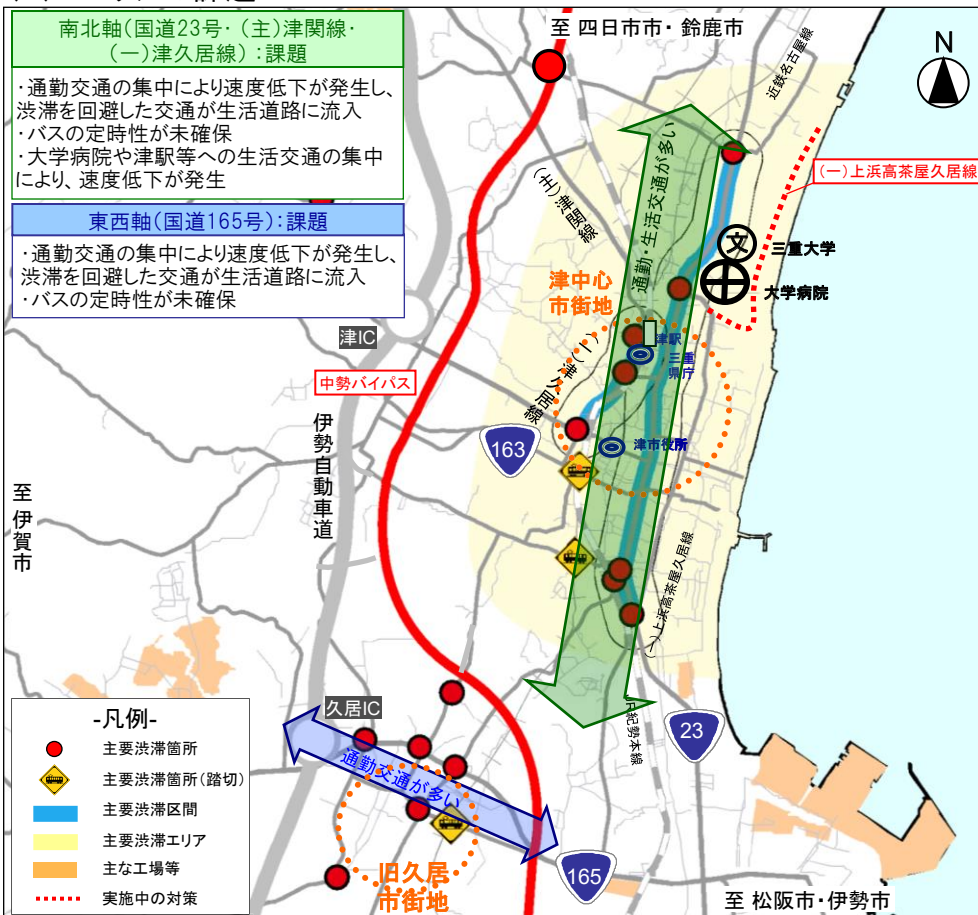 南北軸(国道23号・(主)津関線・
(一)津久居線):課題
・通勤交通の集中により速度低下が発生し、
渋滞を回避した交通が生活道路に流入
・バスの定時性が未確保
・大学病院や津駅等への生活交通の集中
により、速度低下が発生
東西軸(国道165号):課題
・通勤交通の集中により速度低下が発生し、
渋滞を回避した交通が生活道路に流入
・バスの定時性が未確保
至 四日市市・鈴鹿市
近鉄名古屋線
N
(一)上浜高茶屋久居線
(主)津関線
通勤・生活交通が多い
文
三重大学
大学病院
津中心
市街地
津IC
津駅
三重
県庁
(一)津久居線
中勢バイパス
伊勢自動車道
163
津市役所
至 伊賀市
(一)上浜高茶屋久居線
JR紀勢本線
23
久居IC
通勤交通が多い
旧久居
市街地
165
至 松阪市・伊勢市
-凡例-
主要渋滞箇所
主要渋滞箇所(踏切)
主要渋滞区間
主要渋滞エリア
主な工場等
実施中の対策